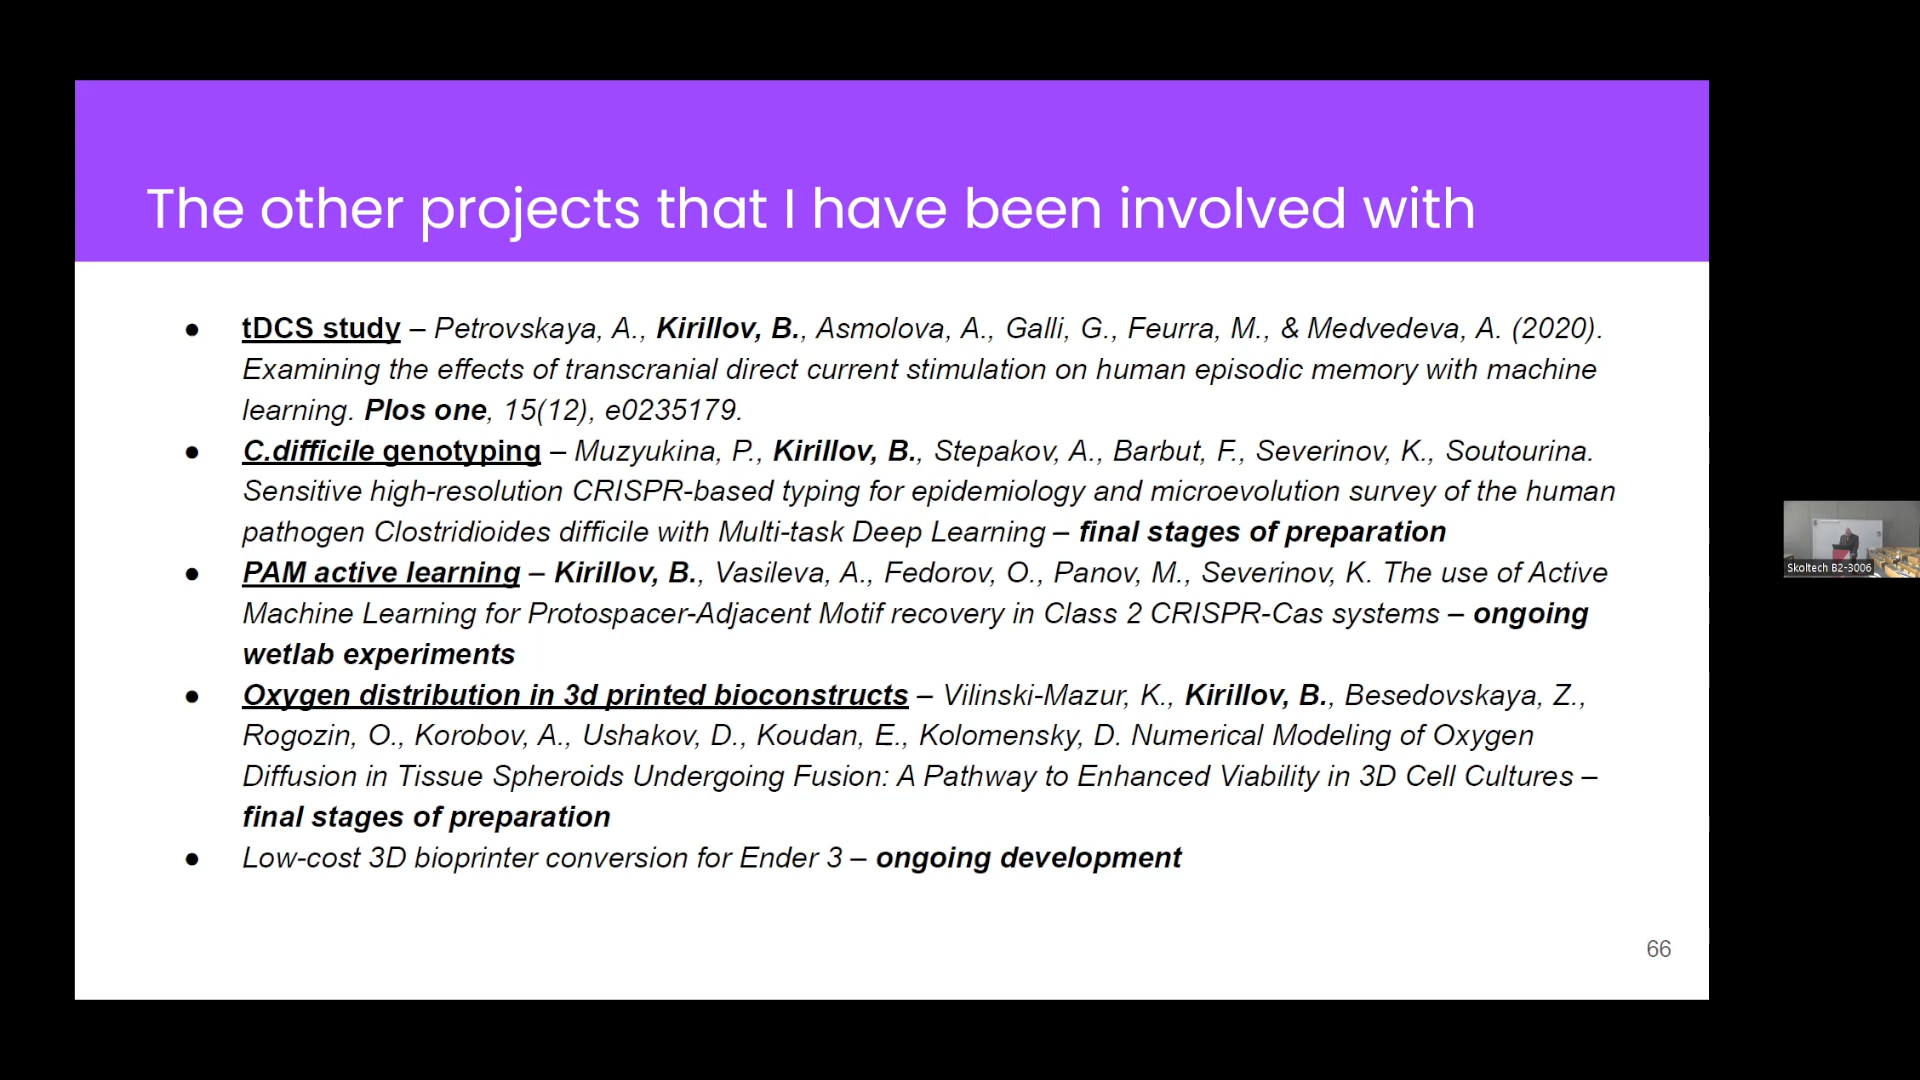 The other projects that I have been involved with
● tDCS study – Petrovskaya, A., Kirillov, B., Asmolova, A., Galli, G., Feurra, M., & Medvedeva, A. (2020).
Examining the effects of transcranial direct current stimulation on human episodic memory with machine
learning. Plos one, 15(12), e0235179.
● C.difficile genotyping – Muzyukina, P., Kirillov, B., Stepakov, A., Barbut, F., Severinov, K., Soutourina.
Sensitive high-resolution CRISPR-based typing for epidemiology and microevolution survey of the human
pathogen Clostridioides difficile with Multi-task Deep Learning – final stages of preparation
● PAM active learning – Kirillov, B., Vasileva, A., Fedorov, O., Panov, M., Severinov, K. The use of Active
Machine Learning for Protospacer-Adjacent Motif recovery in Class 2 CRISPR-Cas systems – ongoing
wetlab experiments
● Oxygen distribution in 3d printed bioconstructs – Vilinski-Mazur, K., Kirillov, B., Besedovskaya, Z.,
Rogozin, O., Korobov, A., Ushakov, D., Koudan, E., Kolomensky, D. Numerical Modeling of Oxygen
Diffusion in Tissue Spheroids Undergoing Fusion: A Pathway to Enhanced Viability in 3D Cell Cultures –
final stages of preparation
● Low-cost 3D bioprinter conversion for Ender 3 – ongoing development
66
Skoltech B2-3006